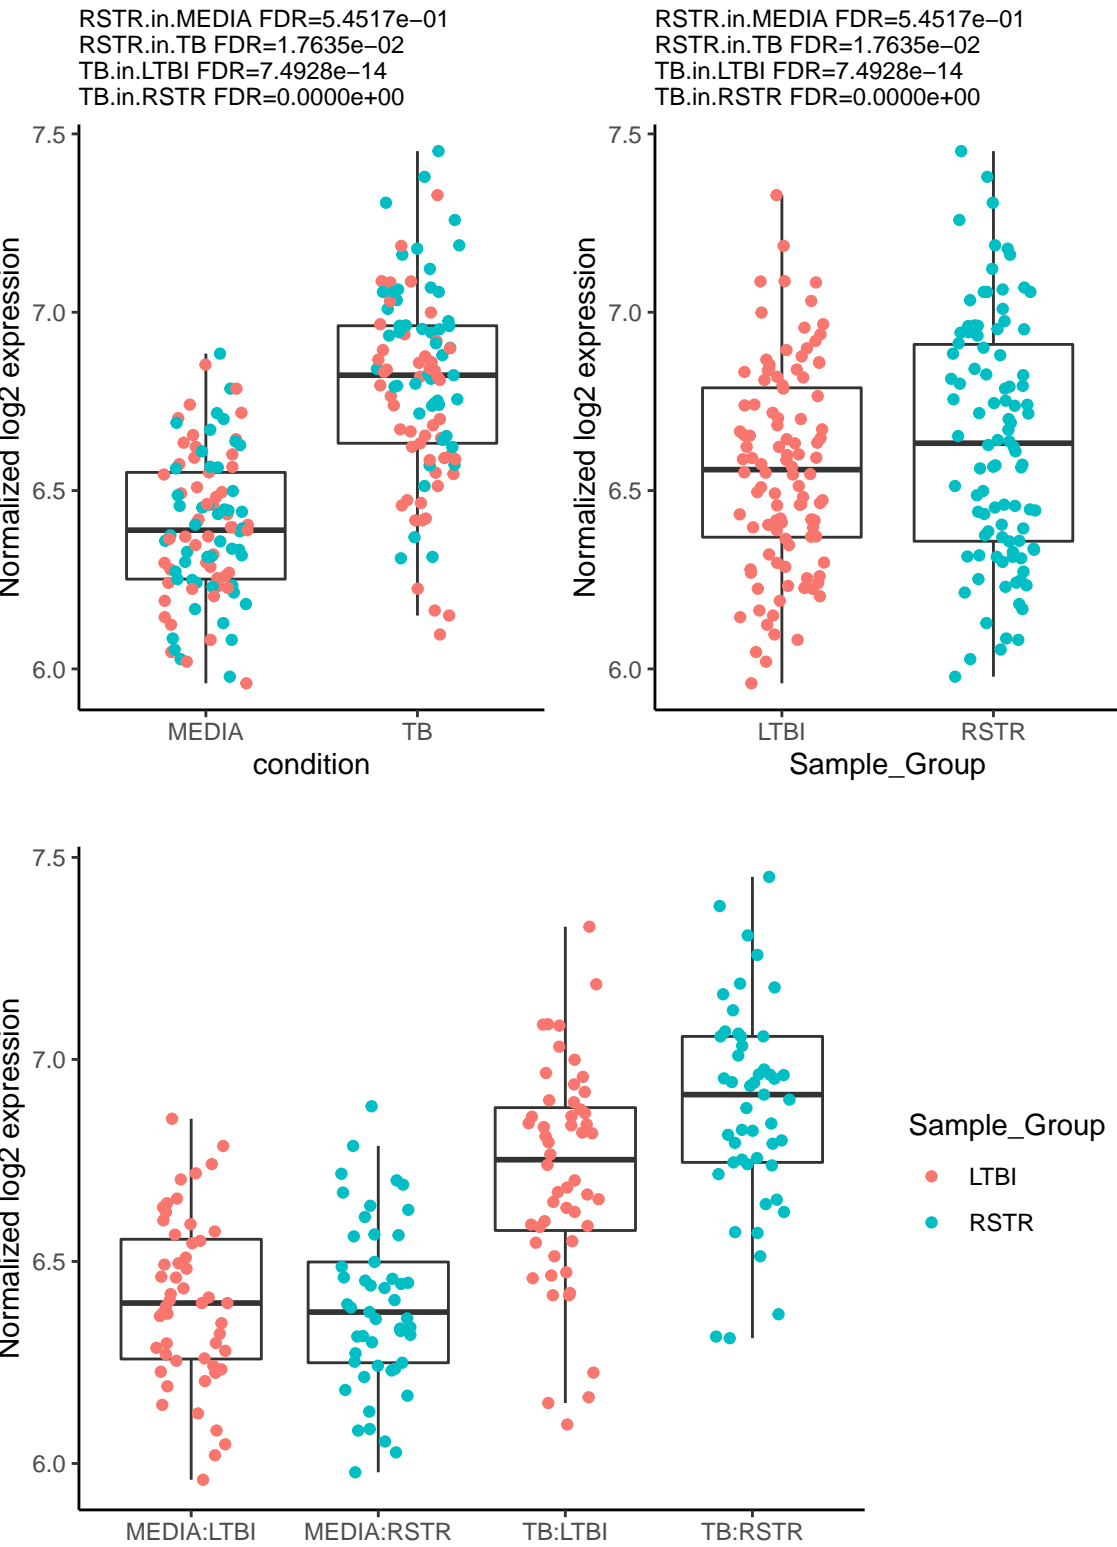 RSTR.in.MEDIA FDR=5.4517e−01
RSTR.in.TB FDR=1.7635e−02
TB.in.LTBI FDR=7.4928e−14
TB.in.RSTR FDR=0.0000e+00
7.5
7.0
6.5
6.0
Normalized log2 expression
MEDIA TB
condition
RSTR.in.MEDIA FDR=5.4517e−01
RSTR.in.TB FDR=1.7635e−02
TB.in.LTBI FDR=7.4928e−14
TB.in.RSTR FDR=0.0000e+00
7.5
7.0
6.5
6.0
Normalized log2 expression
LTBI RSTR
Sample_Group
7.5
7.0
6.5
6.0
Normalized log2 expression
MEDIA:LTBI MEDIA:RSTR TB:LTBI TB:RSTR
Sample_Group
LTBI
RSTR